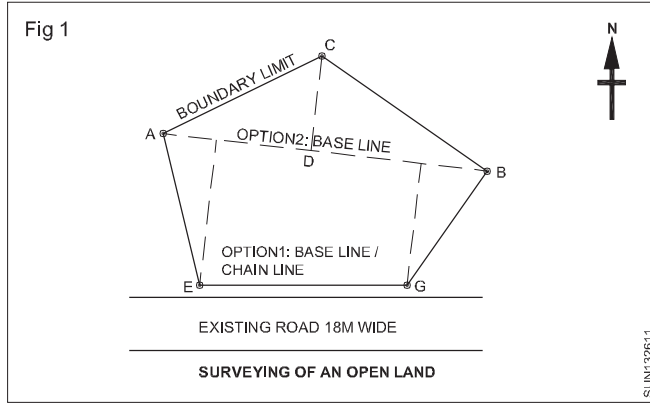 Fig 1
N
C
BOUNDARY LIMIT
A
OPTION2: BASE LINE
D
B
OPTION1: BASE LINE /
CHAIN LINE
E
G
EXISTING ROAD 18M WIDE
SURVEYING OF AN OPEN LAND
SUN132611